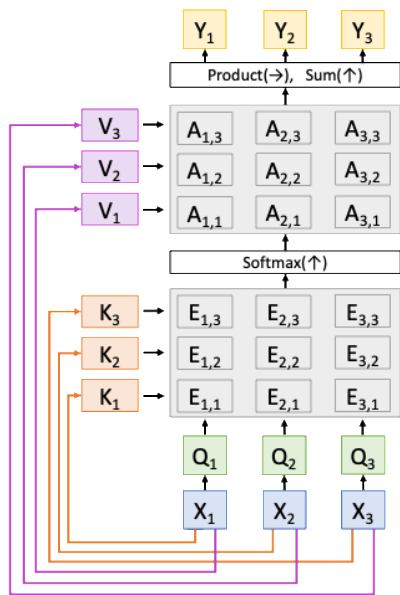 Y₁ Y₂ Y₃
Product(→), Sum(↑)
V₃ A₁,₃ A₂,₃ A₃,₃
V₂ A₁,₂ A₂,₂ A₃,₂
V₁ A₁,₁ A₂,₁ A₃,₁
Softmax(↑)
K₃ E₁,₃ E₂,₃ E₃,₃
K₂ E₁,₂ E₂,₂ E₃,₂
K₁ E₁,₁ E₂,₁ E₃,₁
Q₁ Q₂ Q₃
X₁ X₂ X₃